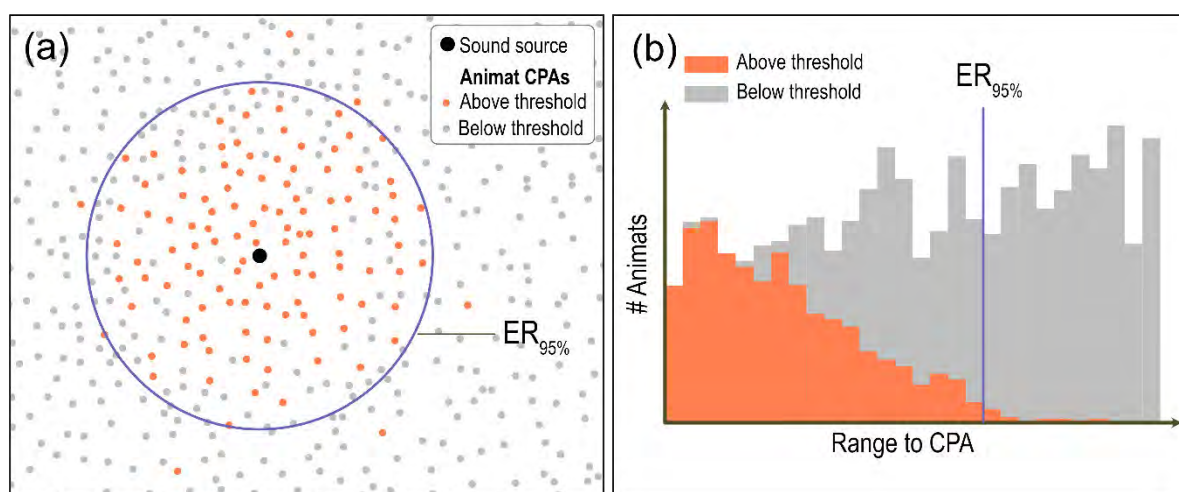 (a)
Sound source
Animat CPAs
Above threshold
Below threshold
ER95%
(b)
Above threshold
Below threshold
ER95%
# Animats
Range to CPA